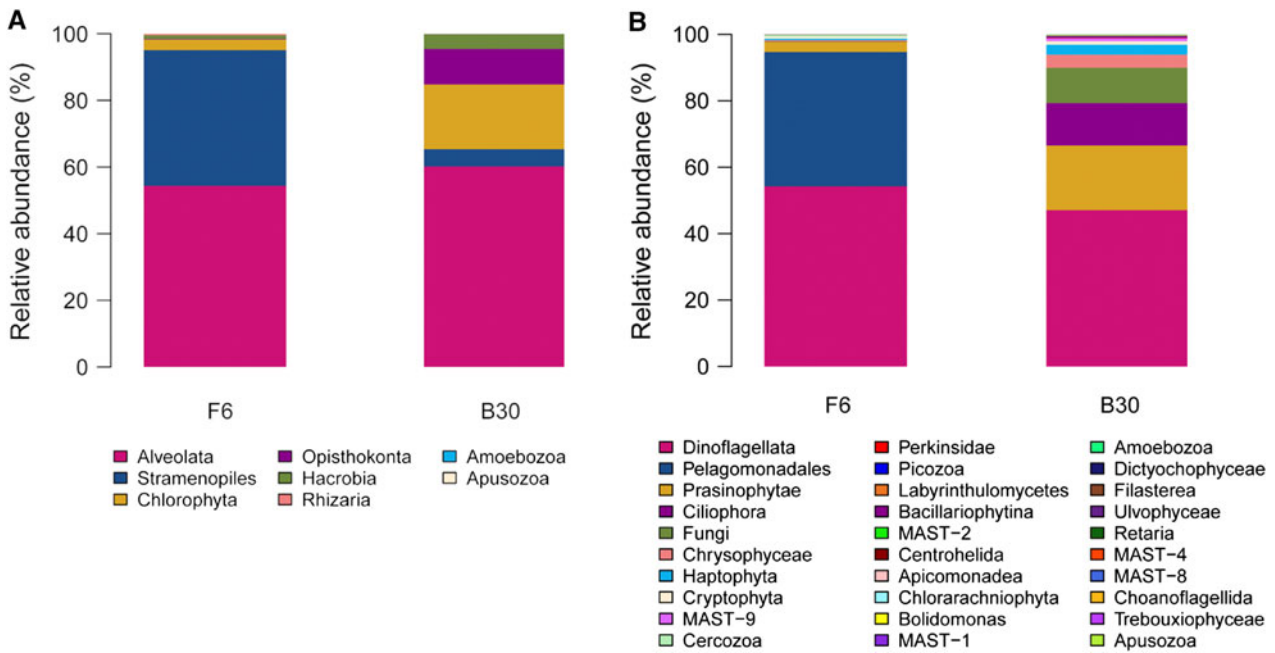 A
Relative abundance (%)
100
80
60
40
20
0
F6
B30
Alveolata
Stramenopiles
Chlorophyta
Opisthokonta
Hacrobia
Rhizaria
Amoebozoa
Apusozoa
B
Relative abundance (%)
100
80
60
40
20
0
F6
B30
Dinoflagellata
Pelagomonadales
Prasinophytae
Ciliophora
Fungi
Chrysophyceae
Haptophyta
Cryptophyta
MAST−9
Cercozoa
Perkinsidae
Picozoa
Labyrinthulomycetes
Bacillariophytina
MAST−2
Centrohelida
Apicomonadea
Chlorarachniophyta
Bolidomonas
MAST−1
Amoebozoa
Dictyochophyceae
Filasterea
Ulvophyceae
Retaria
MAST−4
MAST−8
Choanoflagellida
Trebouxiophyceae
Apusozoa